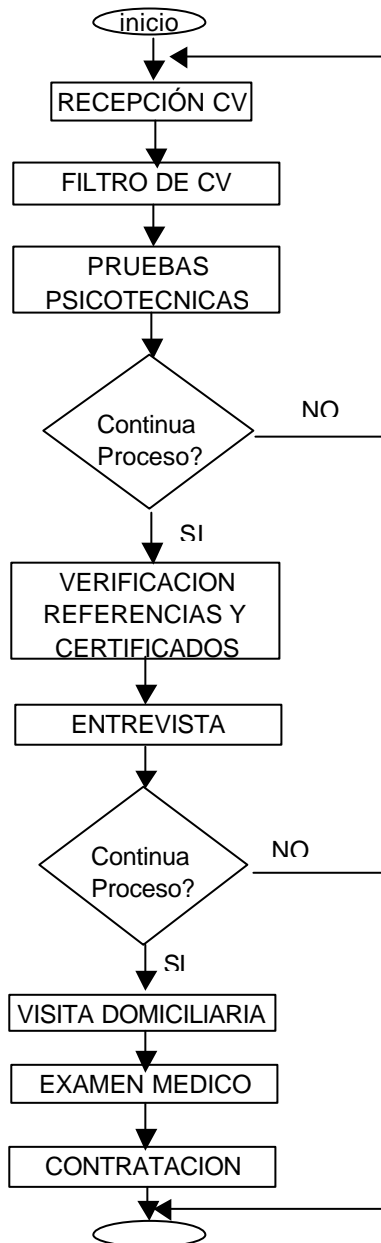 inicio
RECEPCIÓN CV
FILTRO DE CV
PRUEBAS
PSICOTECNICAS
Continua
Proceso?
NO
SI
VERIFICACION
REFERENCIAS Y
CERTIFICADOS
ENTREVISTA
Continua
Proceso?
NO
SI
VISITA DOMICILIARIA
EXAMEN MEDICO
CONTRATACION